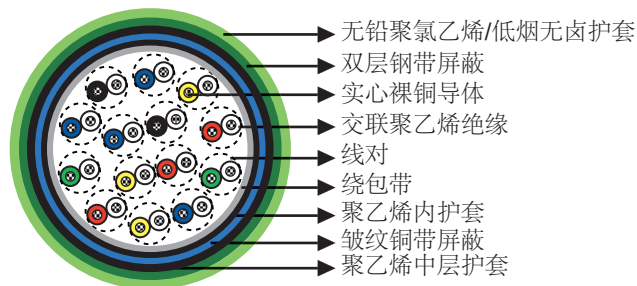 无铅聚氯乙烯/低烟无卤护套
双层钢带屏蔽
实心裸铜导体
交联聚乙烯绝缘
线对
绕包带
聚乙烯内护套
皱纹铜带屏蔽
聚乙烯中层护套